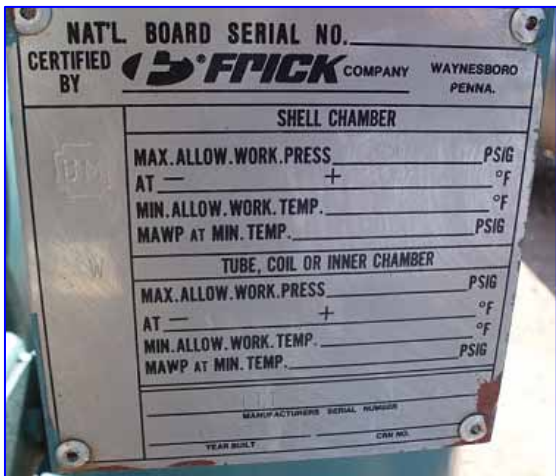 NAT'L BOARD SERIAL NO.
CERTIFIED BY FRICK COMPANY WAYNESBORO PENNA.
SHELL CHAMBER
MAX.ALLOW.WORK.PRESS PSIG
AT — + °F
MIN.ALLOW.WORK.TEMP. °F
MAWP AT MIN.TEMP. PSIG
W
TUBE, COIL OR INNER CHAMBER
MAX.ALLOW.WORK.PRESS PSIG
AT — + °F
MIN.ALLOW.WORK.TEMP. °F
MAWP AT MIN.TEMP. PSIG
MANUFACTURERS SERIAL NUMBER
YEAR BUILT CRN NO.